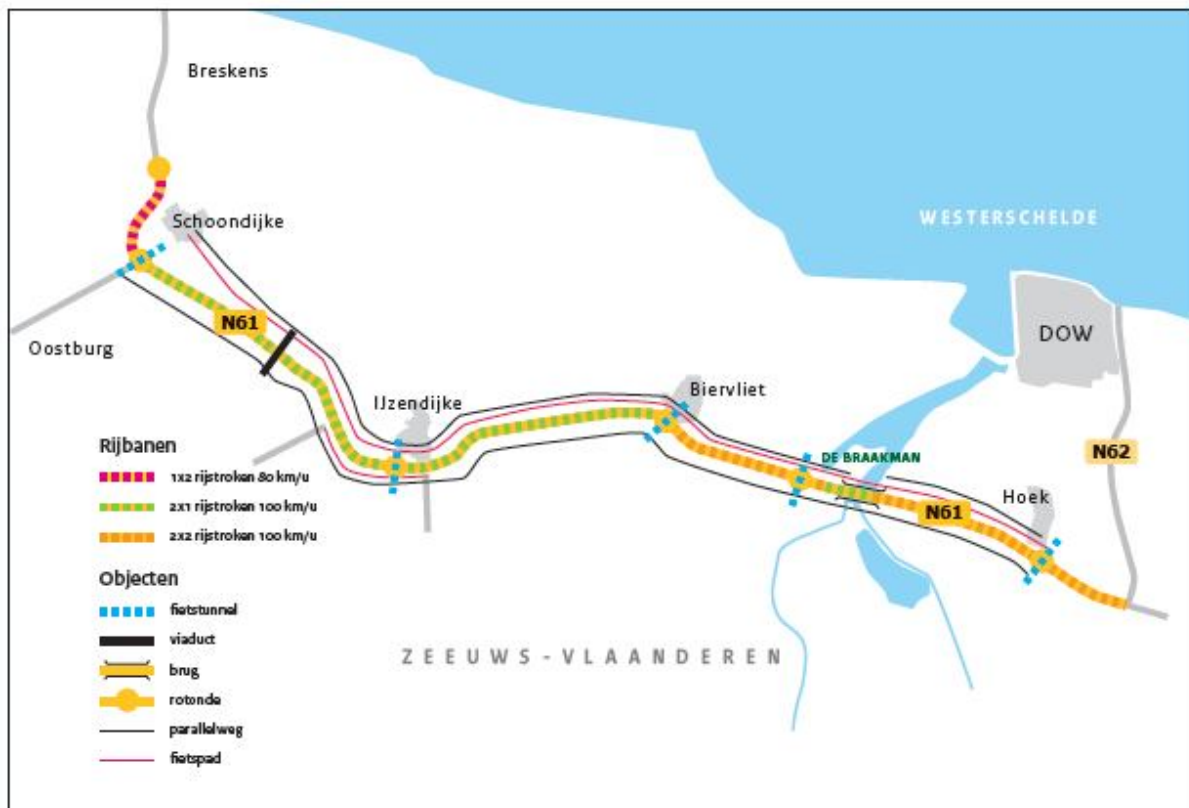 Breskens
Schoondijke
WESTERSCHELDE
N61
DOW
Oostburg
IJzendijke
Biervliet
DE BRAAKMAN
N62
Hoek
N61
Rijbanen
1x2 rijstroken 80 km/u
2x1 rijstroken 100 km/u
2x2 rijstroken 100 km/u
Objecten
fietstunnel
viaduct
brug
rotonde
parallelweg
fietspad
ZEEUWS-VLAANDEREN